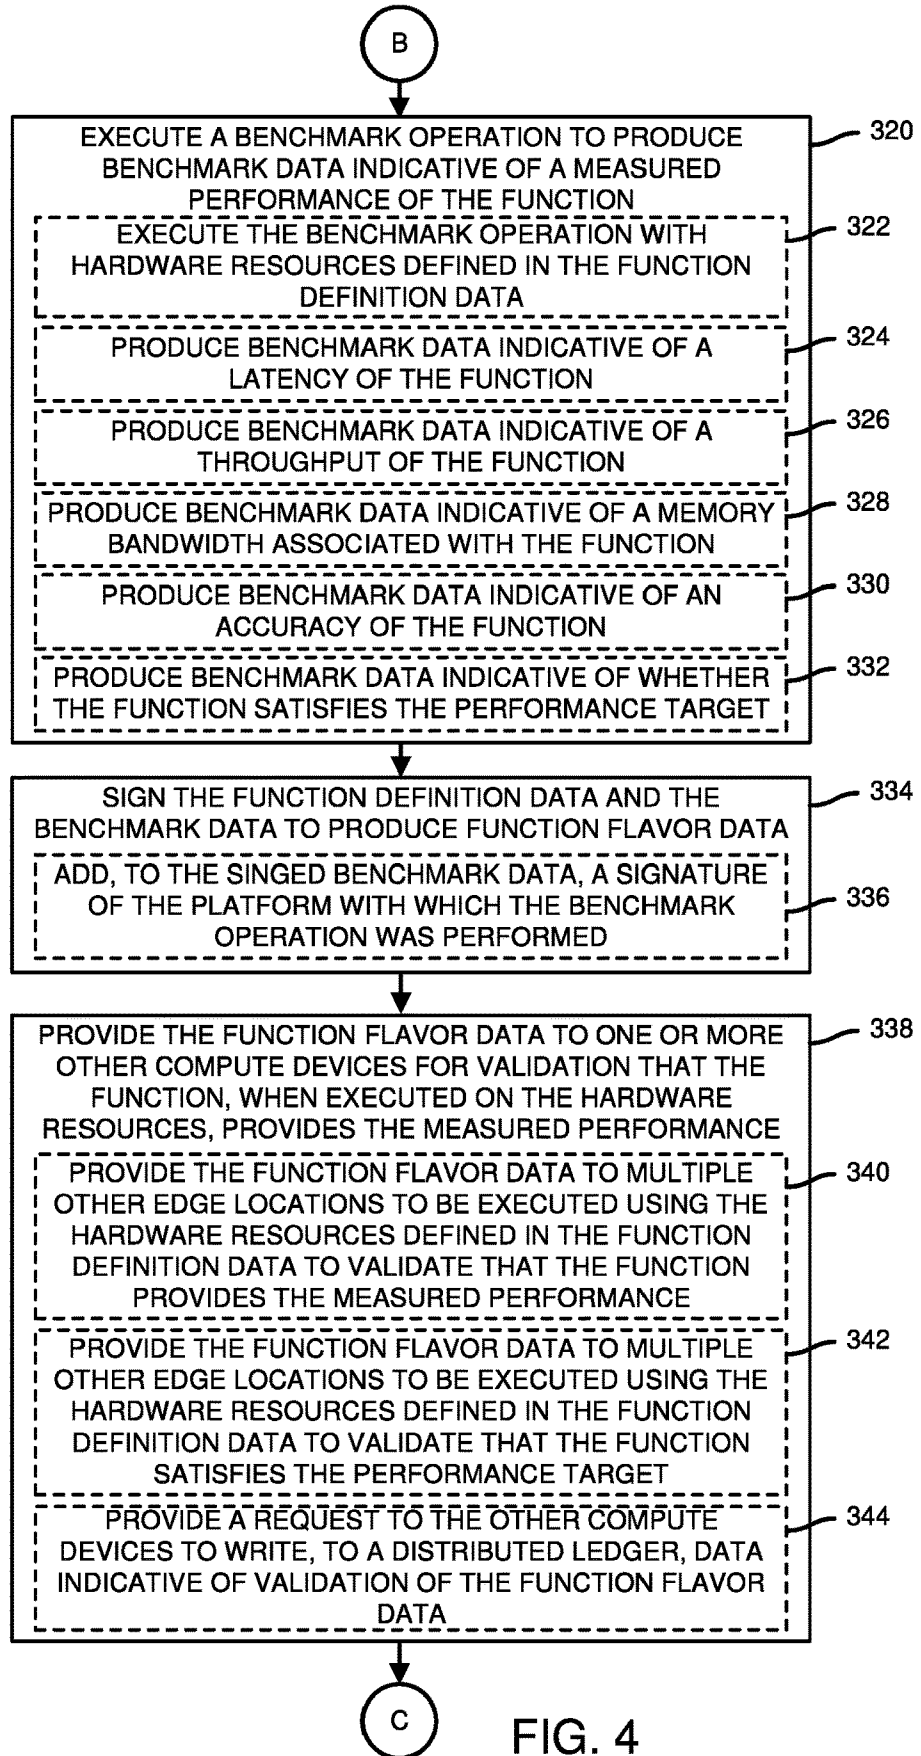 B
EXECUTE A BENCHMARK OPERATION TO PRODUCE
BENCHMARK DATA INDICATIVE OF A MEASURED
PERFORMANCE OF THE FUNCTION
320
EXECUTE THE BENCHMARK OPERATION WITH
HARDWARE RESOURCES DEFINED IN THE FUNCTION
DEFINITION DATA
322
PRODUCE BENCHMARK DATA INDICATIVE OF A
LATENCY OF THE FUNCTION
324
PRODUCE BENCHMARK DATA INDICATIVE OF A
THROUGHPUT OF THE FUNCTION
326
PRODUCE BENCHMARK DATA INDICATIVE OF A MEMORY
BANDWIDTH ASSOCIATED WITH THE FUNCTION
328
PRODUCE BENCHMARK DATA INDICATIVE OF AN
ACCURACY OF THE FUNCTION
330
PRODUCE BENCHMARK DATA INDICATIVE OF WHETHER
THE FUNCTION SATISFIES THE PERFORMANCE TARGET
332
SIGN THE FUNCTION DEFINITION DATA AND THE
BENCHMARK DATA TO PRODUCE FUNCTION FLAVOR DATA
334
ADD, TO THE SINGED BENCHMARK DATA, A SIGNATURE
OF THE PLATFORM WITH WHICH THE BENCHMARK
OPERATION WAS PERFORMED
336
PROVIDE THE FUNCTION FLAVOR DATA TO ONE OR MORE
OTHER COMPUTE DEVICES FOR VALIDATION THAT THE
FUNCTION, WHEN EXECUTED ON THE HARDWARE
RESOURCES, PROVIDES THE MEASURED PERFORMANCE
338
PROVIDE THE FUNCTION FLAVOR DATA TO MULTIPLE
OTHER EDGE LOCATIONS TO BE EXECUTED USING THE
HARDWARE RESOURCES DEFINED IN THE FUNCTION
DEFINITION DATA TO VALIDATE THAT THE FUNCTION
PROVIDES THE MEASURED PERFORMANCE
340
PROVIDE THE FUNCTION FLAVOR DATA TO MULTIPLE
OTHER EDGE LOCATIONS TO BE EXECUTED USING THE
HARDWARE RESOURCES DEFINED IN THE FUNCTION
DEFINITION DATA TO VALIDATE THAT THE FUNCTION
SATISFIES THE PERFORMANCE TARGET
342
PROVIDE A REQUEST TO THE OTHER COMPUTE
DEVICES TO WRITE, TO A DISTRIBUTED LEDGER, DATA
INDICATIVE OF VALIDATION OF THE FUNCTION FLAVOR
DATA
344
C
FIG. 4